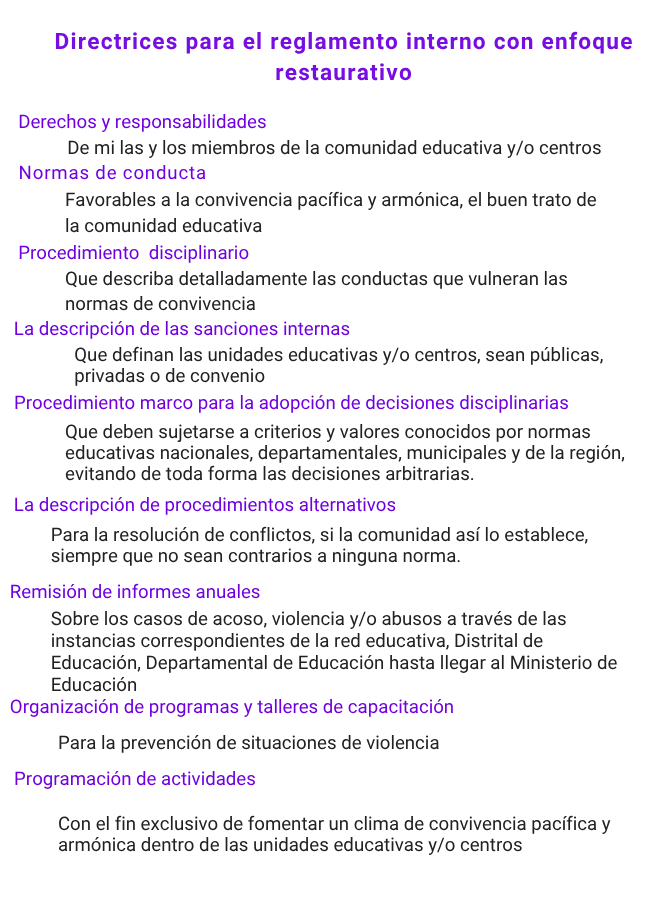 Directrices para el reglamento interno con enfoque
restaurativo
Derechos y responsabilidades
De mi las y los miembros de la comunidad educativa y/o centros
Normas de conducta
Favorables a la convivencia pacífica y armónica, el buen trato de
la comunidad educativa
Procedimiento disciplinario
Que describa detalladamente las conductas que vulneran las
normas de convivencia
La descripción de las sanciones internas
Que definan las unidades educativas y/o centros, sean públicas,
privadas o de convenio
Procedimiento marco para la adopción de decisiones disciplinarias
Que deben sujetarse a criterios y valores conocidos por normas
educativas nacionales, departamentales, municipales y de la región,
evitando de toda forma las decisiones arbitrarias.
La descripción de procedimientos alternativos
Para la resolución de conflictos, si la comunidad así lo establece,
siempre que no sean contrarios a ninguna norma.
Remisión de informes anuales
Sobre los casos de acoso, violencia y/o abusos a través de las
instancias correspondientes de la red educativa, Distrital de
Educación, Departamental de Educación hasta llegar al Ministerio de
Educación
Organización de programas y talleres de capacitación
Para la prevención de situaciones de violencia
Programación de actividades
Con el fin exclusivo de fomentar un clima de convivencia pacífica y
armónica dentro de las unidades educativas y/o centros